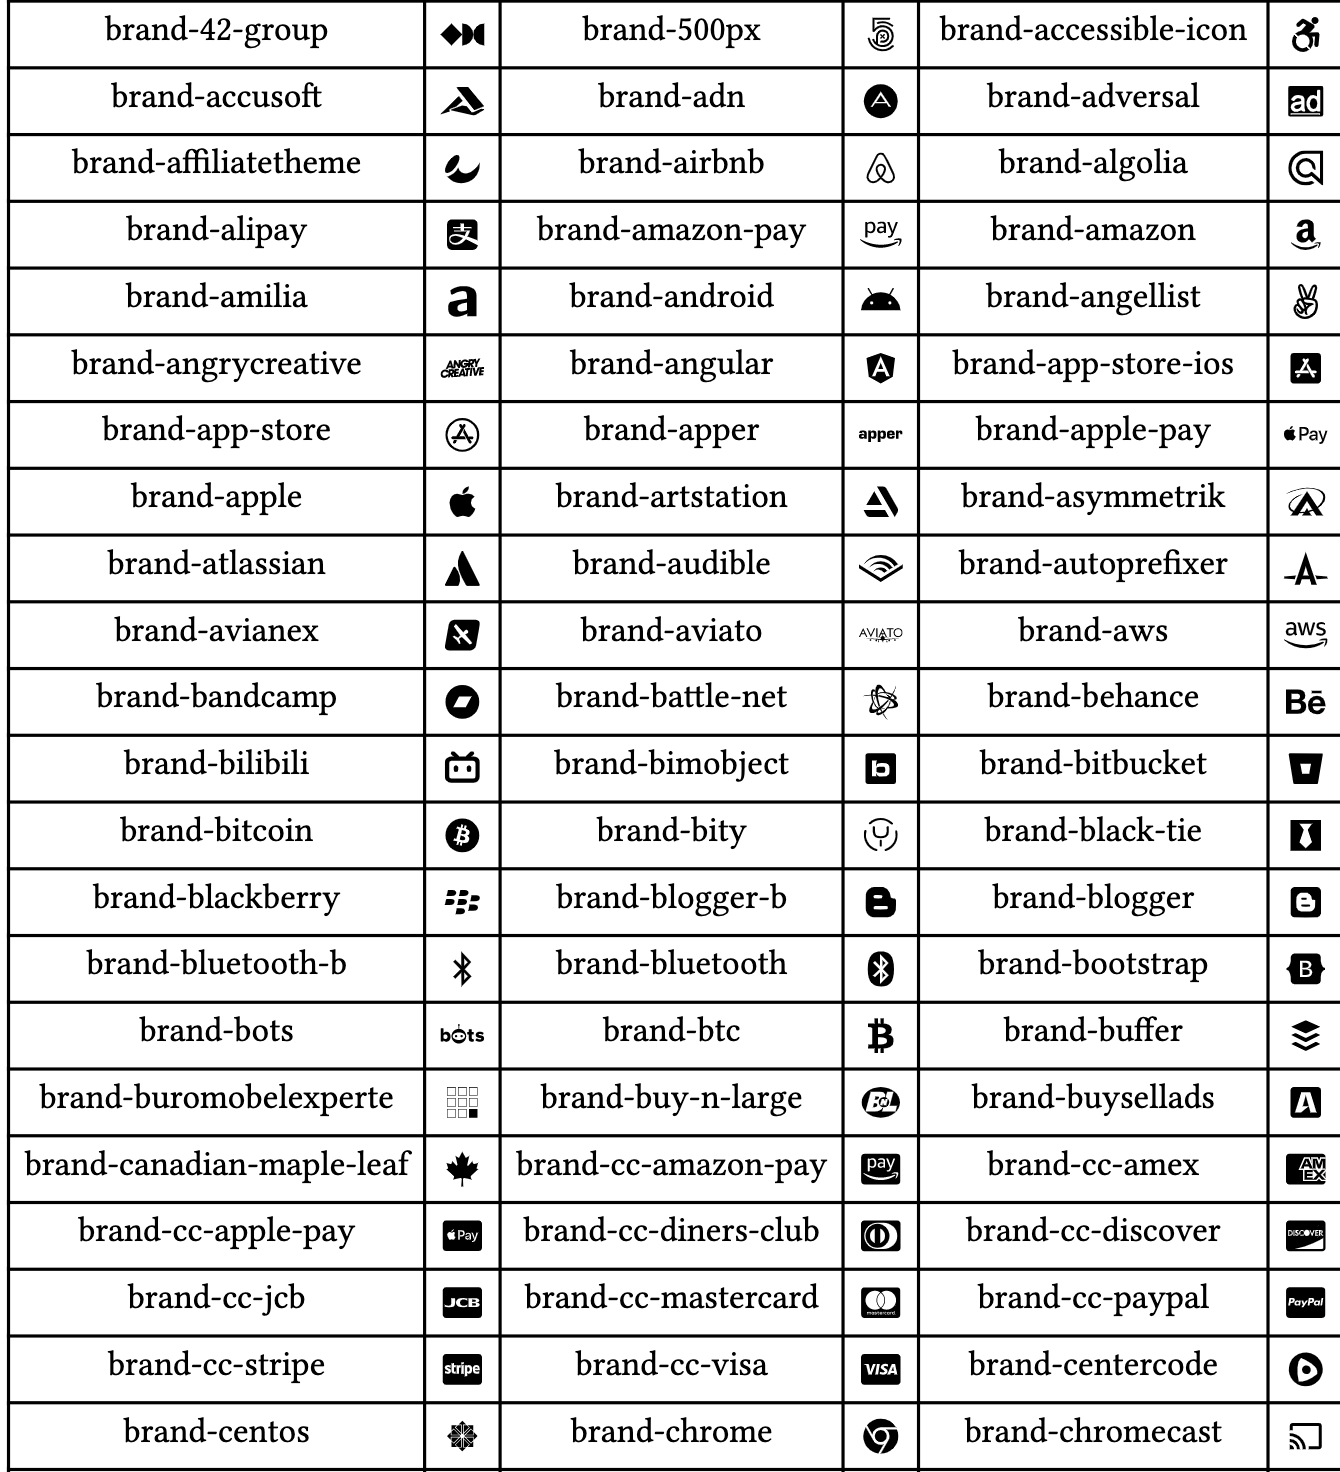 brand-42-group brand-500px 5 brand-accessible-icon
brand-accusoft brand-adn A brand-adversal ad
brand-affiliatetheme brand-airbnb brand-algolia
brand-alipay 支 brand-amazon-pay pay brand-amazon a
brand-amilia a brand-android brand-angellist
brand-angrycreative ANGRY CREATIVE brand-angular A brand-app-store-ios
brand-app-store brand-apper apper brand-apple-pay Pay
brand-apple brand-artstation brand-asymmetrik
brand-atlassian brand-audible brand-autoprefixer A
brand-avianex brand-aviato AVIATO brand-aws aws
brand-bandcamp brand-battle-net brand-behance Bē
brand-bilibili brand-bimobject b brand-bitbucket
brand-bitcoin ₿ brand-bity brand-black-tie
brand-blackberry brand-blogger-b B brand-blogger B
brand-bluetooth-b brand-bluetooth brand-bootstrap B
brand-bots bots brand-btc ₿ brand-buffer
brand-buromobelexperte brand-buy-n-large BnL brand-buysellads A
brand-canadian-maple-leaf brand-cc-amazon-pay pay brand-cc-amex AMEX
brand-cc-apple-pay Pay brand-cc-diners-club brand-cc-discover DISCOVER
brand-cc-jcb JCB brand-cc-mastercard mastercard brand-cc-paypal PayPal
brand-cc-stripe stripe brand-cc-visa VISA brand-centercode
brand-centos brand-chrome brand-chromecast